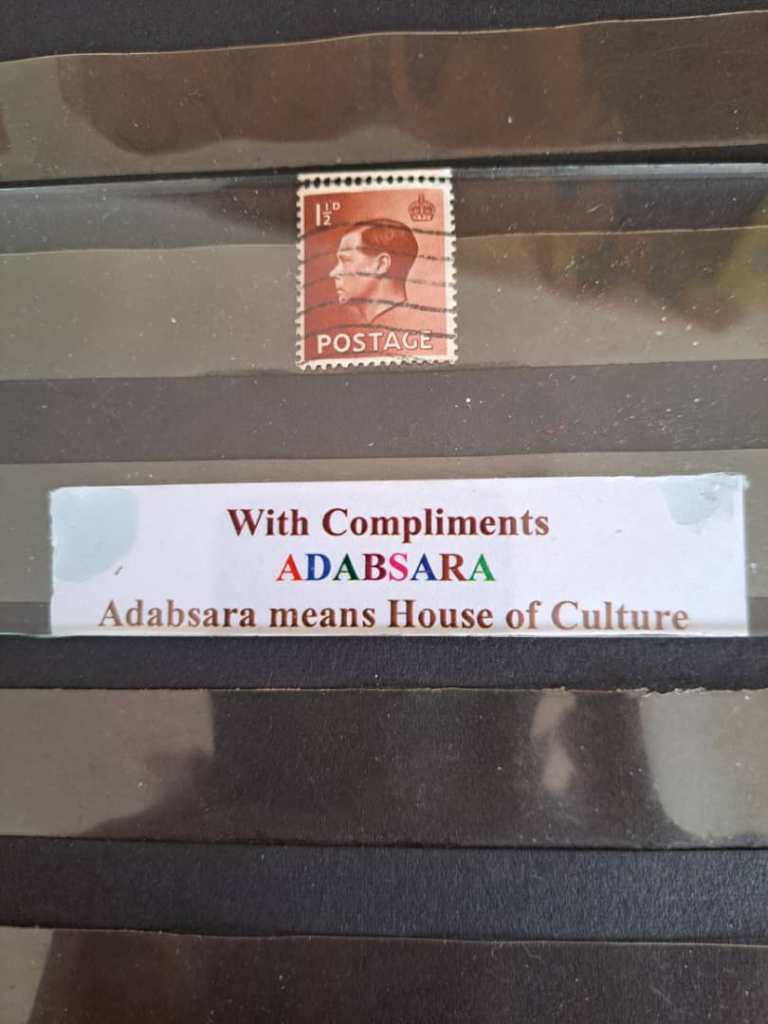 1½D
POSTAGE
With Compliments
ADABSARA
Adabsara means House of Culture